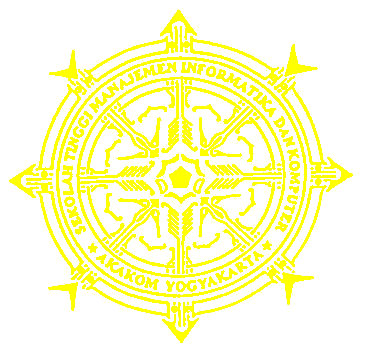 SEKOLAH TINGGI MANAJEMEN INFORMATIKA DAN KOMPUTER
AKAKOM YOGYAKARTA